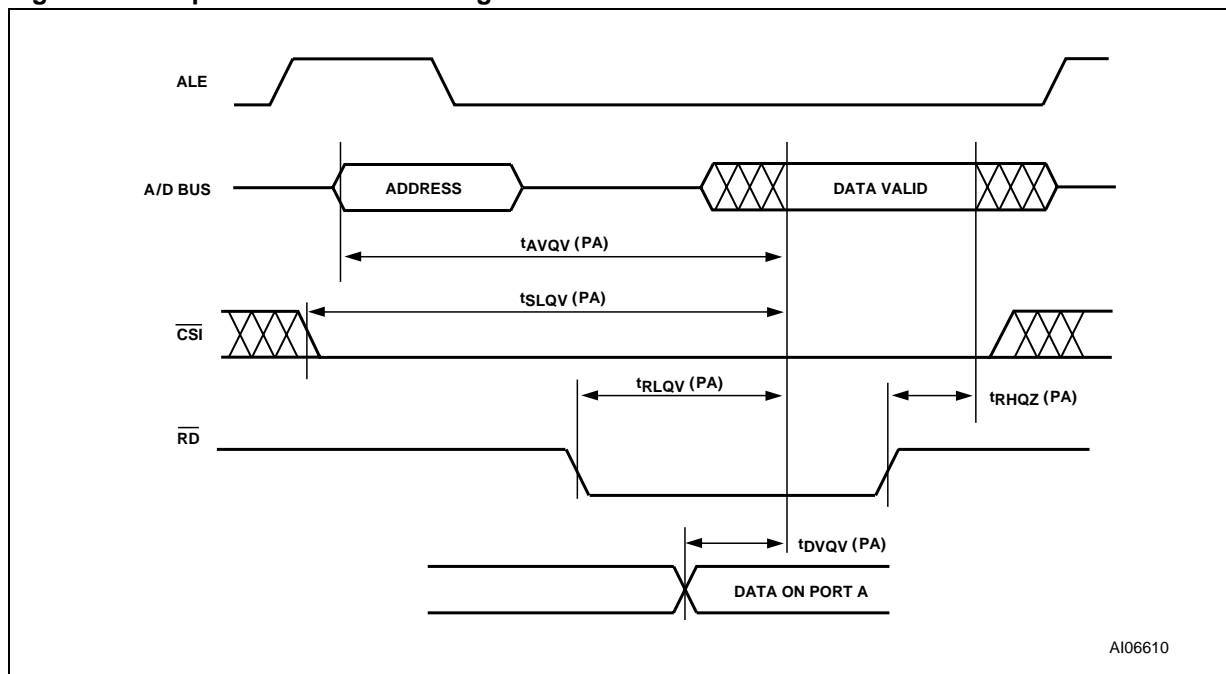 ALE
A/D BUS
ADDRESS
DATA VALID
tAVQV (PA)
tSLQV (PA)
CSI
tRLQV (PA)
tRHQZ (PA)
RD
tDVQV (PA)
DATA ON PORT A
AI06610